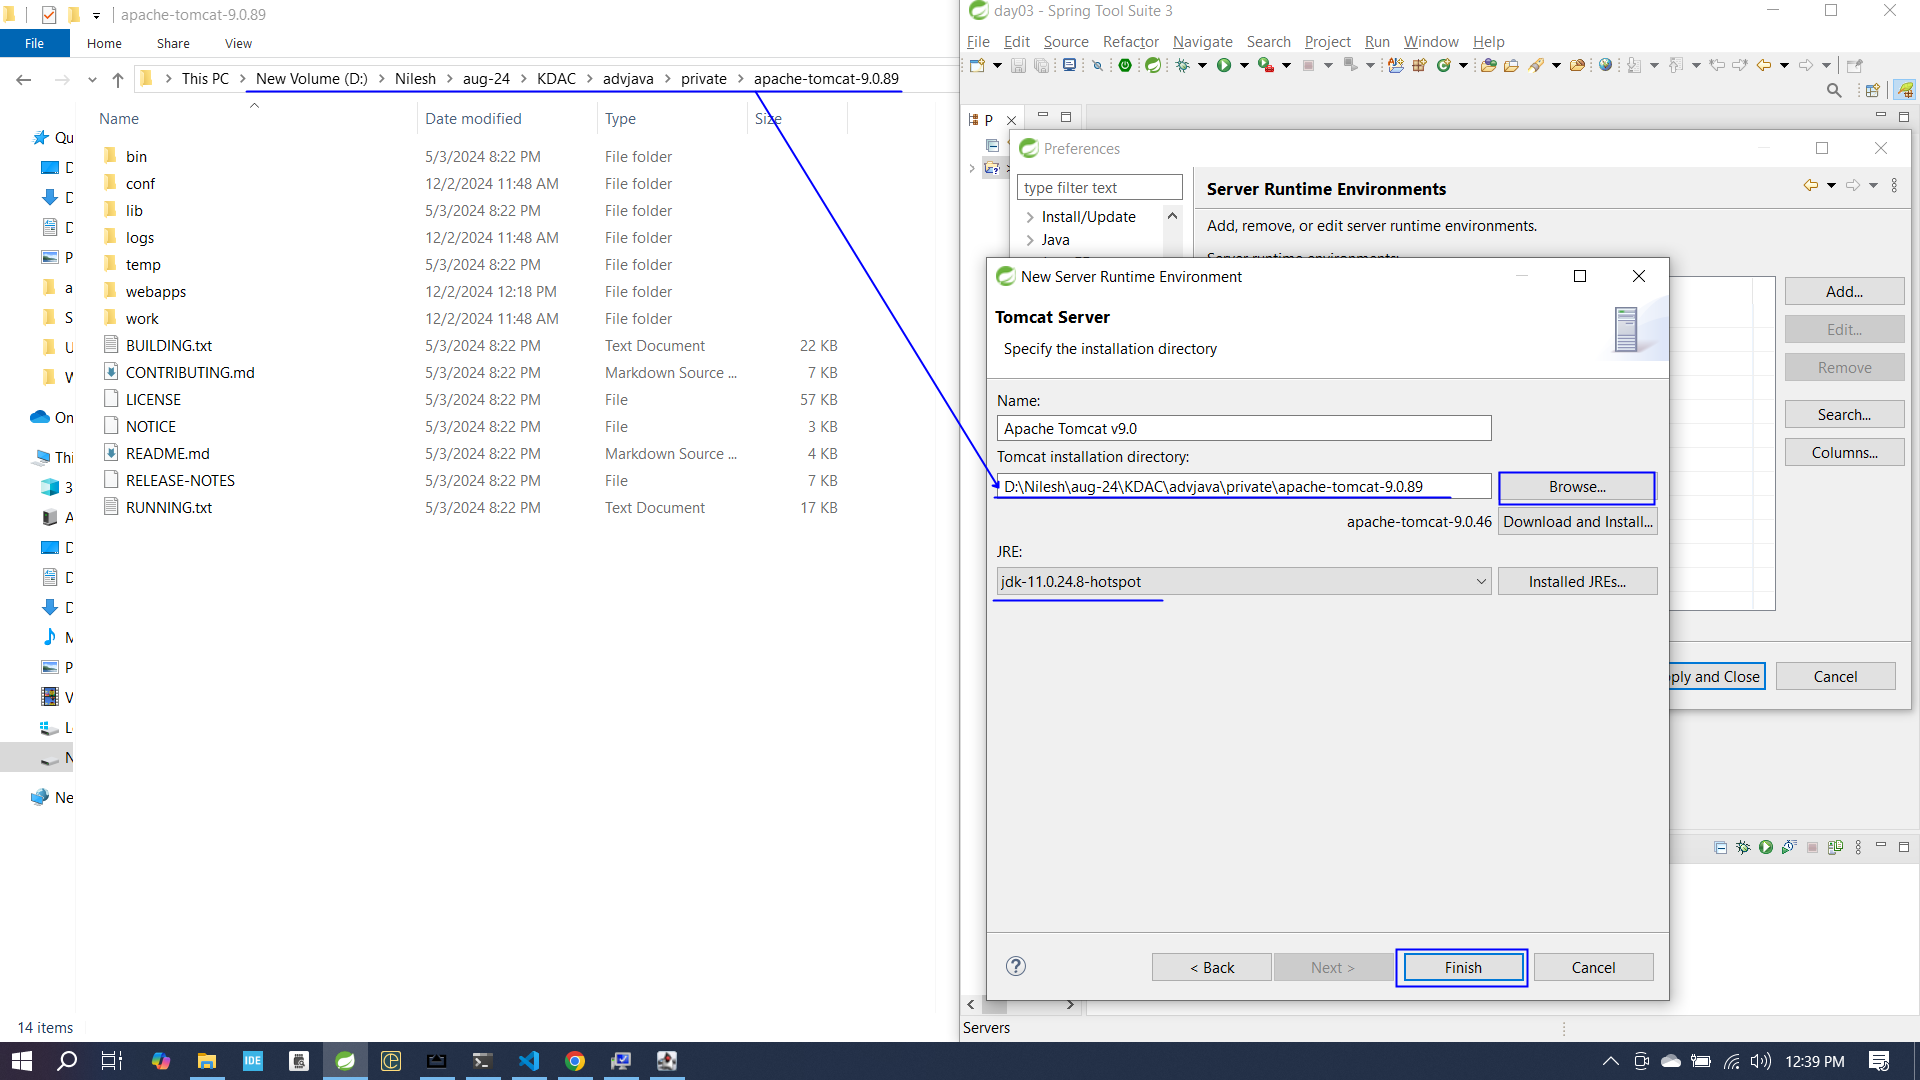 apache-tomcat-9.0.89
File Home Share View
This PC New Volume (D:) Nilesh aug-24 KDAC advjava private apache-tomcat-9.0.89
Name Date modified Type Size
bin 5/3/2024 8:22 PM File folder
conf 12/2/2024 11:48 AM File folder
lib 5/3/2024 8:22 PM File folder
logs 12/2/2024 11:48 AM File folder
temp 5/3/2024 8:22 PM File folder
webapps 12/2/2024 12:18 PM File folder
work 12/2/2024 11:48 AM File folder
BUILDING.txt 5/3/2024 8:22 PM Text Document 22 KB
CONTRIBUTING.md 5/3/2024 8:22 PM Markdown Source ... 7 KB
LICENSE 5/3/2024 8:22 PM File 57 KB
NOTICE 5/3/2024 8:22 PM File 3 KB
README.md 5/3/2024 8:22 PM Markdown Source ... 4 KB
RELEASE-NOTES 5/3/2024 8:22 PM File 7 KB
RUNNING.txt 5/3/2024 8:22 PM Text Document 17 KB
Qu
D
D
D
P
a
S
U
W
On
Thi
3
A
D
D
D
M
P
V
L
N
Ne
14 items
day03 - Spring Tool Suite 3
File Edit Source Refactor Navigate Search Project Run Window Help
P
Preferences
type filter text
Install/Update
Java
Server Runtime Environments
Add, remove, or edit server runtime environments.
Server runtime environments:
Add...
Edit...
Remove
Search...
Columns...
ply and Close
Cancel
New Server Runtime Environment
Tomcat Server
Specify the installation directory
Name:
Apache Tomcat v9.0
Tomcat installation directory:
D:\Nilesh\aug-24\KDAC\advjava\private\apache-tomcat-9.0.89 Browse...
apache-tomcat-9.0.46 Download and Install...
JRE:
jdk-11.0.24.8-hotspot Installed JREs...
< Back Next > Finish Cancel
Servers
IDE
12:39 PM